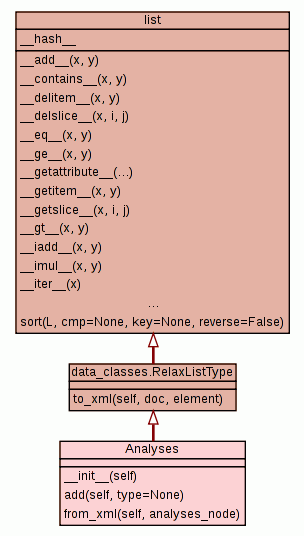 list
__hash__
__add__(x, y)
__contains__(x, y)
__delitem__(x, y)
__delslice__(x, i, j)
__eq__(x, y)
__ge__(x, y)
__getattribute__(...)
__getitem__(x, y)
__getslice__(x, i, j)
__gt__(x, y)
__iadd__(x, y)
__imul__(x, y)
__iter__(x)
...
sort(L, cmp=None, key=None, reverse=False)
data_classes.RelaxListType
to_xml(self, doc, element)
Analyses
__init__(self)
add(self, type=None)
from_xml(self, analyses_node)